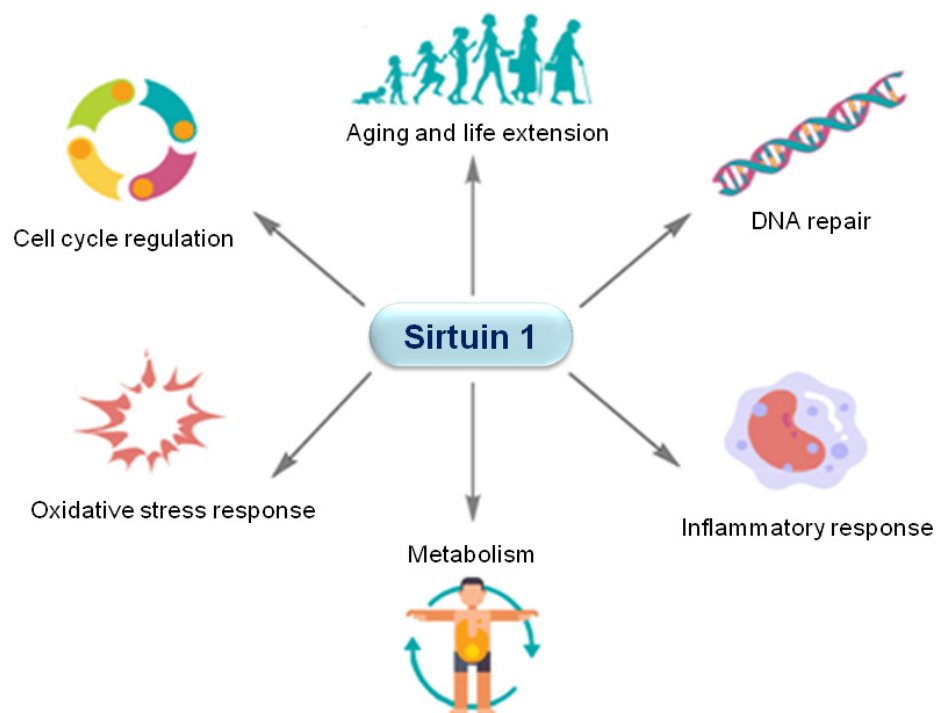 Aging and life extension
Cell cycle regulation
DNA repair
Sirtuin 1
Oxidative stress response
Inflammatory response
Metabolism